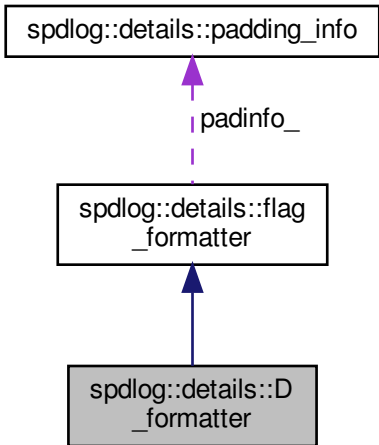 spdlog::details::padding_info
padinfo_
spdlog::details::flag
_formatter
spdlog::details::D
_formatter